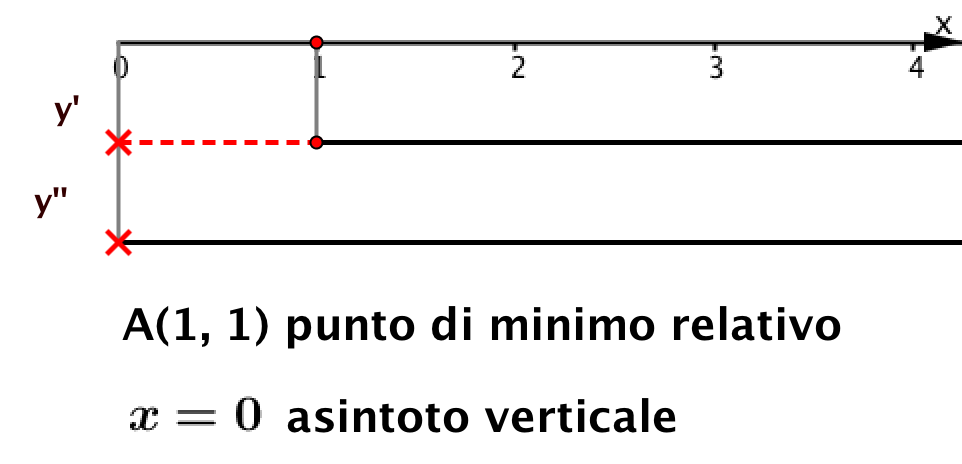 x
0 1 2 3 4
y'
y"
A(1, 1) punto di minimo relativo
x = 0 asintoto verticale